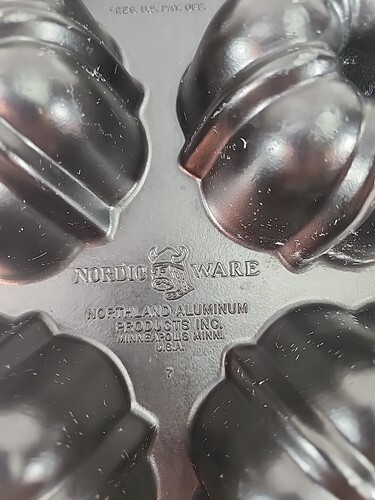 ®REG. U.S. PAT. OFF.
NORDIC WARE
NORTHLAND ALUMINUM
PRODUCTS INC.
MINNEAPOLIS MINN.
U.S.A.
7